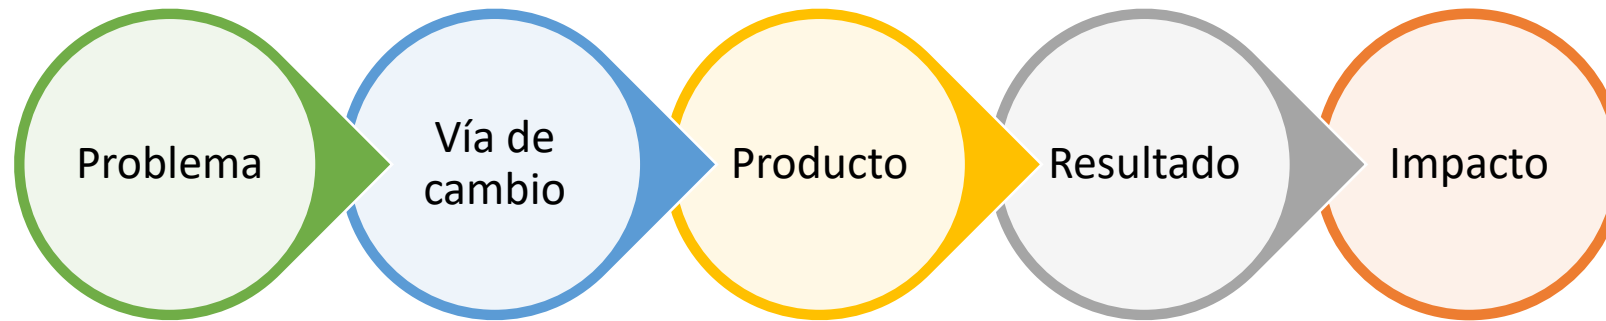 Problema
Vía de
cambio
Producto
Resultado
Impacto